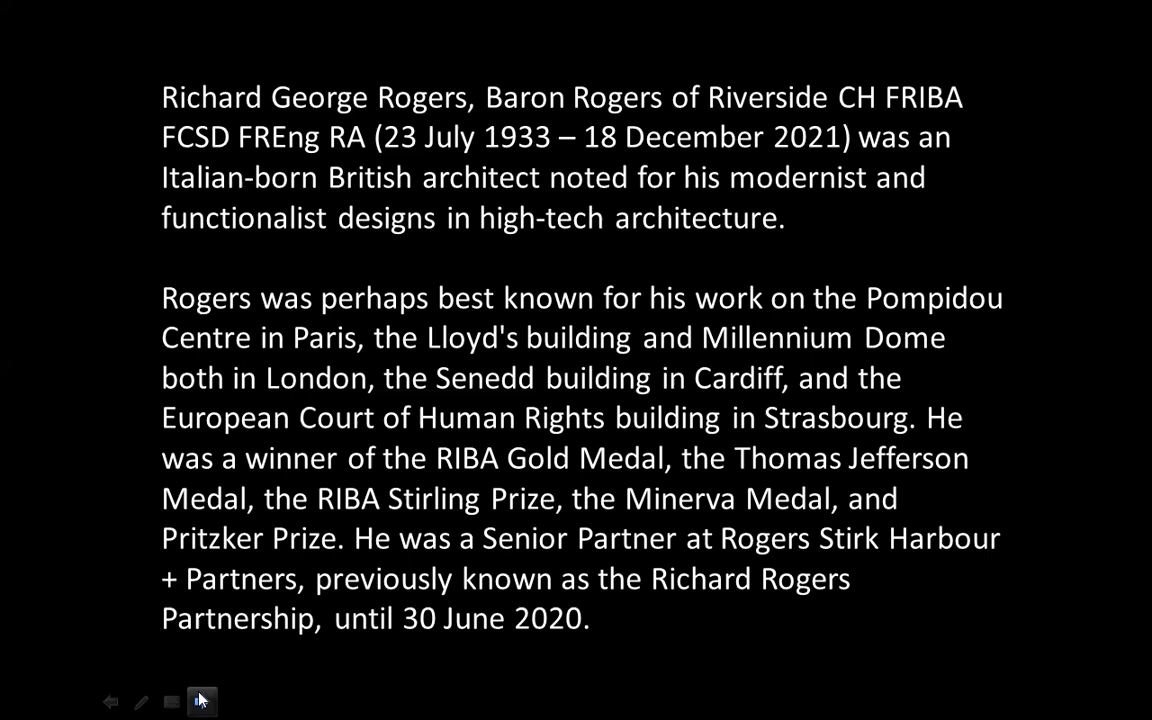 Richard George Rogers, Baron Rogers of Riverside CH FRIBA
FCSD FREng RA (23 July 1933 – 18 December 2021) was an
Italian-born British architect noted for his modernist and
functionalist designs in high-tech architecture.
Rogers was perhaps best known for his work on the Pompidou
Centre in Paris, the Lloyd's building and Millennium Dome
both in London, the Senedd building in Cardiff, and the
European Court of Human Rights building in Strasbourg. He
was a winner of the RIBA Gold Medal, the Thomas Jefferson
Medal, the RIBA Stirling Prize, the Minerva Medal, and
Pritzker Prize. He was a Senior Partner at Rogers Stirk Harbour
+ Partners, previously known as the Richard Rogers
Partnership, until 30 June 2020.